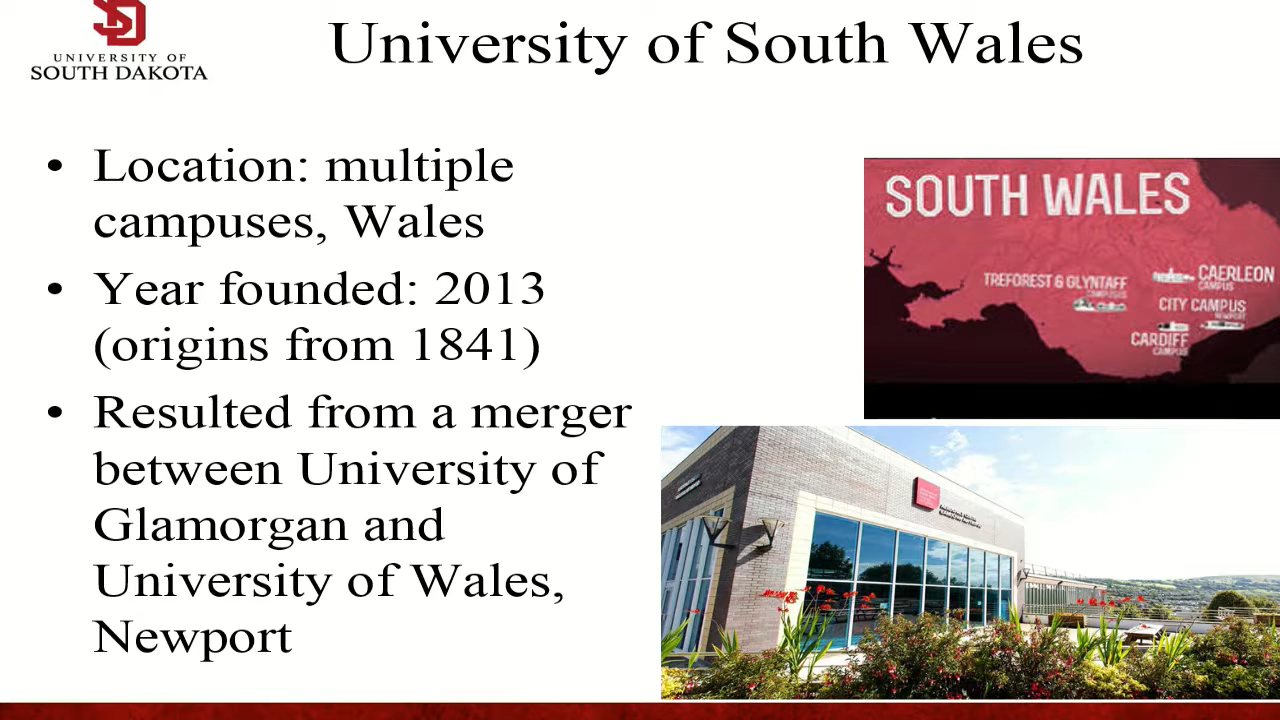 UNIVERSITY OF
SOUTH DAKOTA
University of South Wales
• Location: multiple
campuses, Wales
• Year founded: 2013
(origins from 1841)
• Resulted from a merger
between University of
Glamorgan and
University of Wales,
Newport
SOUTH WALES
TREFOREST & GLYNTAFF
CAMPUSES
CAERLEON
CAMPUS
CITY CAMPUS
NEWPORT
CARDIFF
CAMPUS